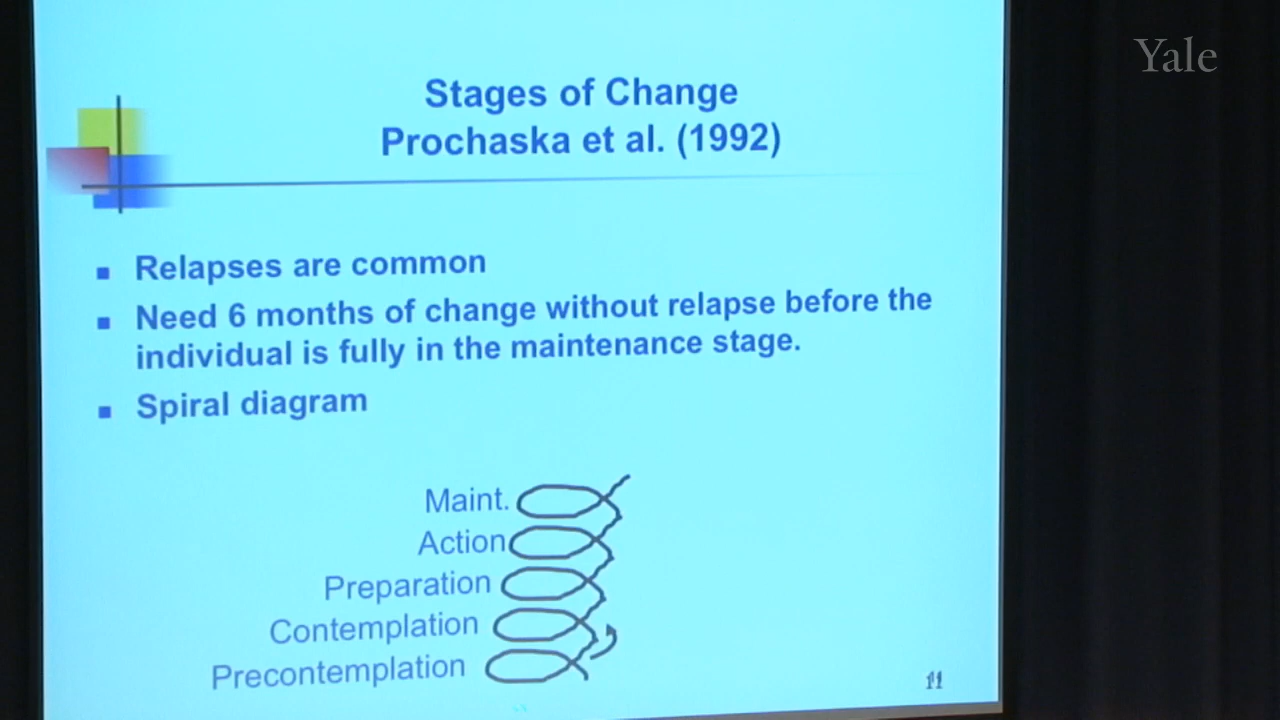 Yale
Stages of Change
Prochaska et al. (1992)
Relapses are common
Need 6 months of change without relapse before the
individual is fully in the maintenance stage.
Spiral diagram
Maint.
Action
Preparation
Contemplation
Precontemplation